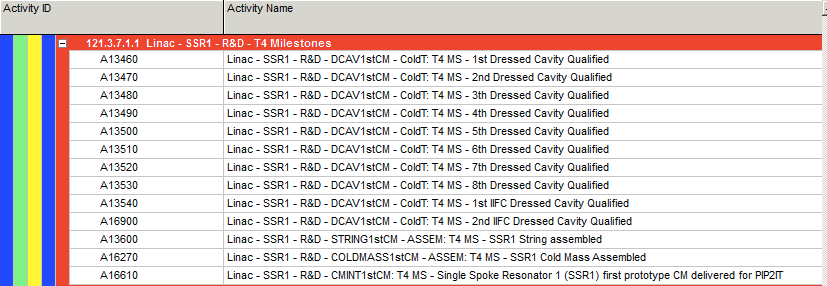 Activity ID Activity Name
121.3.7.1.1 Linac - SSR1 - R&D - T4 Milestones
A13460 Linac - SSR1 - R&D - DCAV1stCM - ColdT: T4 MS - 1st Dressed Cavity Qualified
A13470 Linac - SSR1 - R&D - DCAV1stCM - ColdT: T4 MS - 2nd Dressed Cavity Qualified
A13480 Linac - SSR1 - R&D - DCAV1stCM - ColdT: T4 MS - 3th Dressed Cavity Qualified
A13490 Linac - SSR1 - R&D - DCAV1stCM - ColdT: T4 MS - 4th Dressed Cavity Qualified
A13500 Linac - SSR1 - R&D - DCAV1stCM - ColdT: T4 MS - 5th Dressed Cavity Qualified
A13510 Linac - SSR1 - R&D - DCAV1stCM - ColdT: T4 MS - 6th Dressed Cavity Qualified
A13520 Linac - SSR1 - R&D - DCAV1stCM - ColdT: T4 MS - 7th Dressed Cavity Qualified
A13530 Linac - SSR1 - R&D - DCAV1stCM - ColdT: T4 MS - 8th Dressed Cavity Qualified
A13540 Linac - SSR1 - R&D - DCAV1stCM - ColdT: T4 MS - 1st IIFC Dressed Cavity Qualified
A16900 Linac - SSR1 - R&D - DCAV1stCM - ColdT: T4 MS - 2nd IIFC Dressed Cavity Qualified
A13600 Linac - SSR1 - R&D - STRING1stCM - ASSEM: T4 MS - SSR1 String assembled
A16270 Linac - SSR1 - R&D - COLDMASS1stCM - ASSEM: T4 MS - SSR1 Cold Mass Assembled
A16610 Linac - SSR1 - R&D - CMINT1stCM: T4 MS - Single Spoke Resonator 1 (SSR1) first prototype CM delivered for PIP2IT